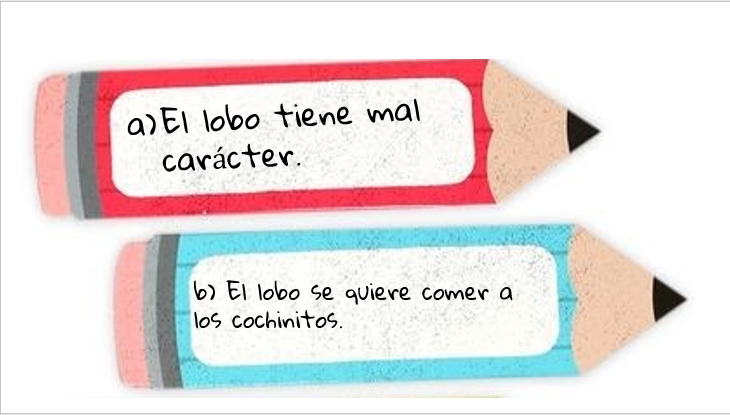 a) El lobo tiene mal
carácter.
b) El lobo se quiere comer a
los cochinitos.